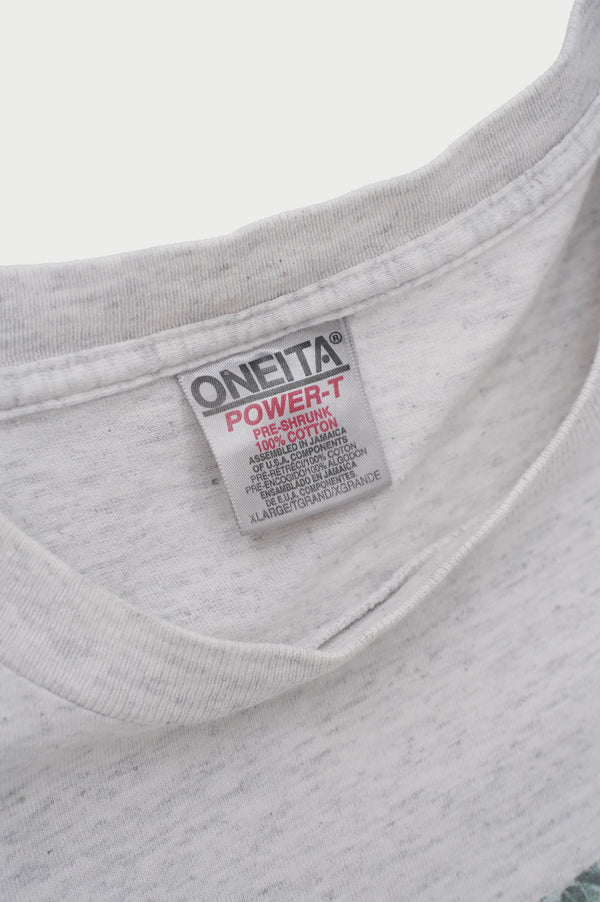 ONEITA®
POWER-T
PRE-SHRUNK
100% COTTON
ASSEMBLED IN JAMAICA
OF U.S.A. COMPONENTS
PRE-RETRECI/100% COTON
PRE-ENCOGIDO/100% ALGODON
ENSAMBLADO EN JAMAICA
DE E.U.A. COMPONENTES.
XLARGE/TGRAND/XGRANDE